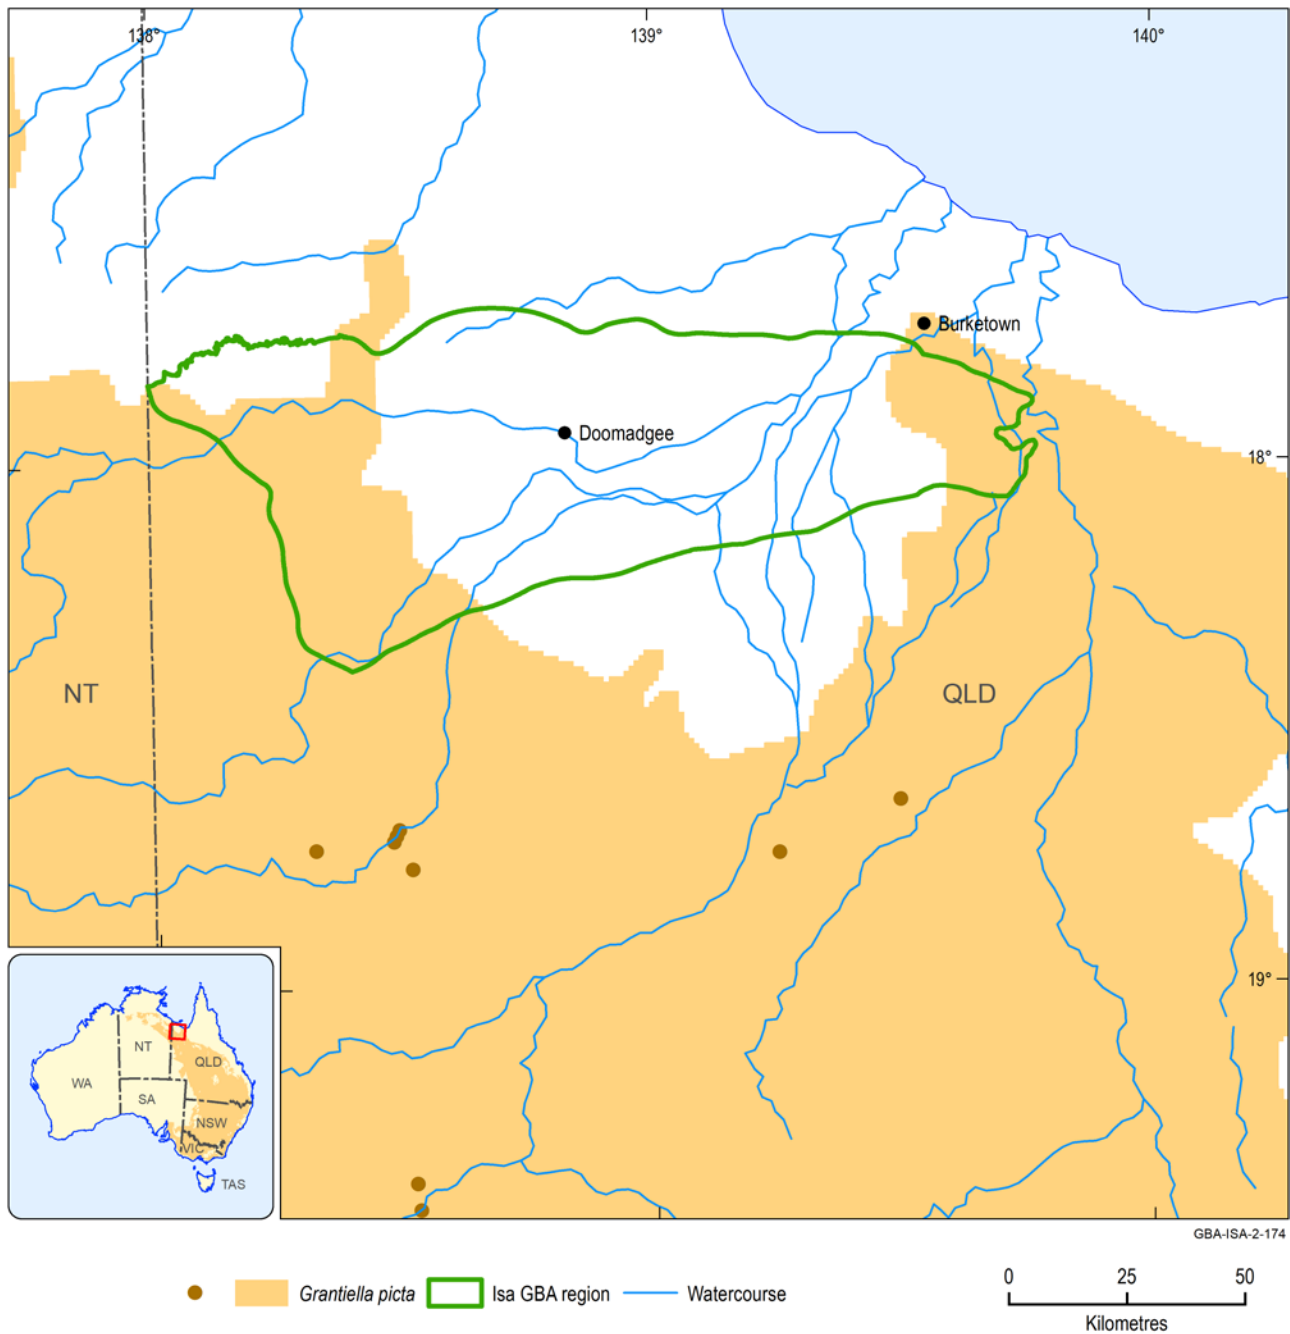 138° 139° 140°
Burketown
Doomadgee
18°
NT QLD
19°
NT
QLD
WA
SA
NSW
VIC
TAS
GBA-ISA-2-174
0 25 50
Grantiella picta Isa GBA region Watercourse
Kilometres